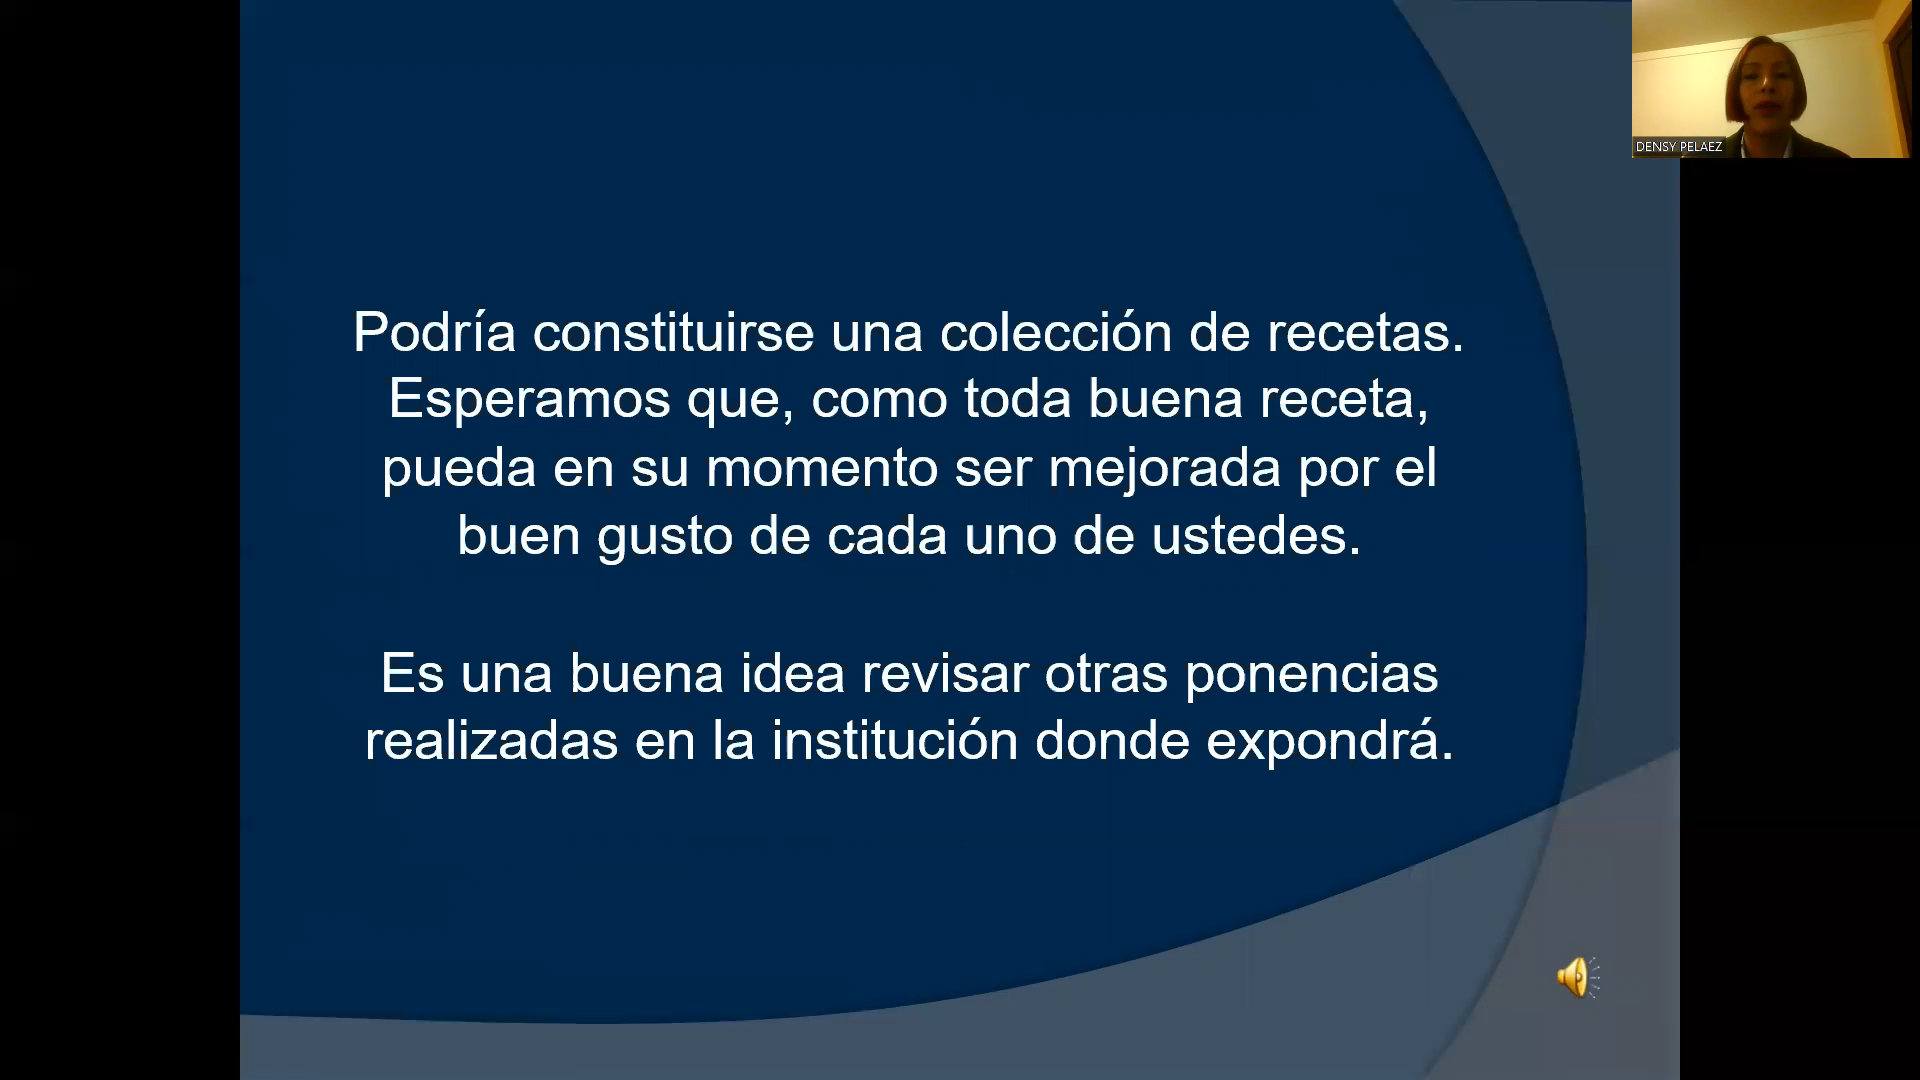 DENSY PELAEZ
Podría constituirse una colección de recetas.
Esperamos que, como toda buena receta,
pueda en su momento ser mejorada por el
buen gusto de cada uno de ustedes.
Es una buena idea revisar otras ponencias
realizadas en la institución donde expondrá.